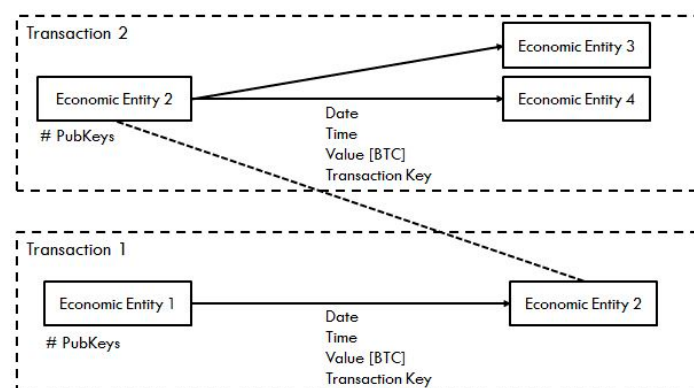 Transaction 2
Economic Entity 3
Economic Entity 2
Economic Entity 4
# PubKeys
Date
Time
Value [BTC]
Transaction Key
Transaction 1
Economic Entity 1
Economic Entity 2
# PubKeys
Date
Time
Value [BTC]
Transaction Key